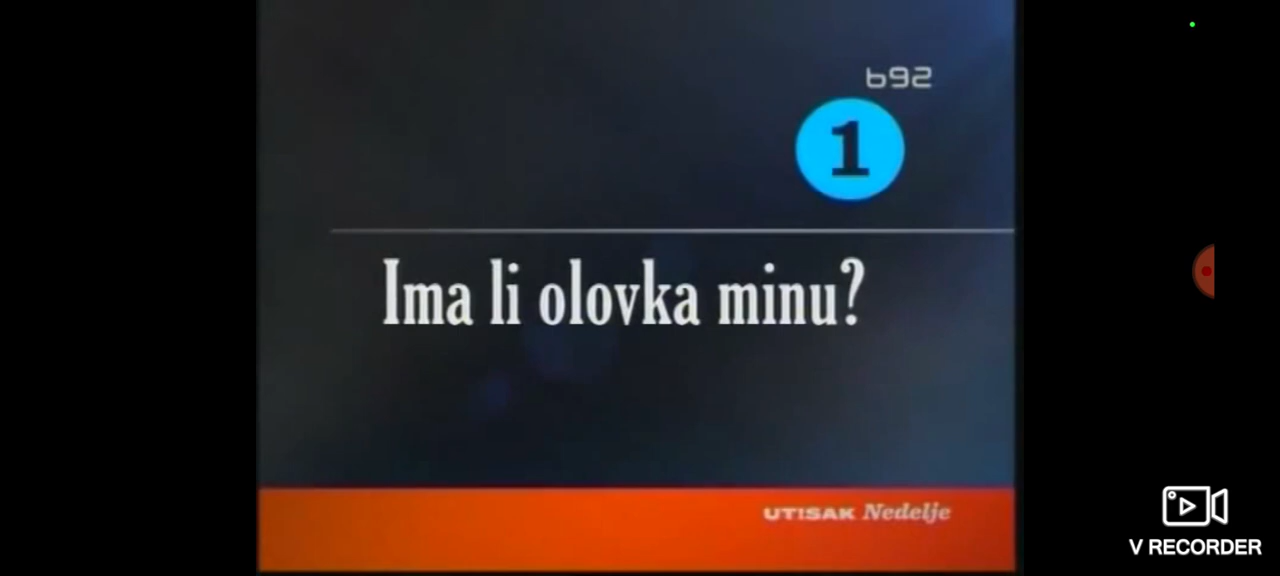 b92
1
Ima li olovka minu?
UTISAK Nedelje
V RECORDER